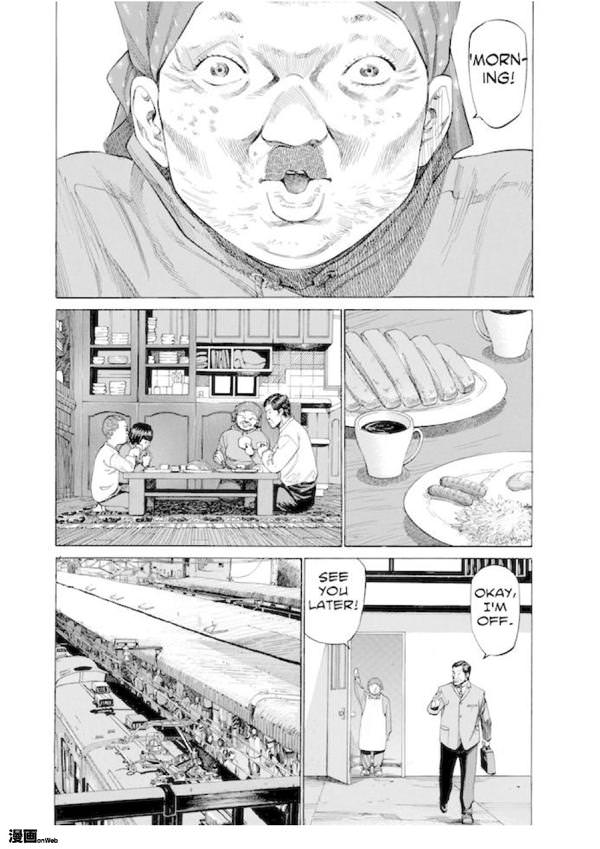 'MORN-
ING!
SEE
YOU
LATER!
OKAY,
I'M
OFF.
漫画onWeb